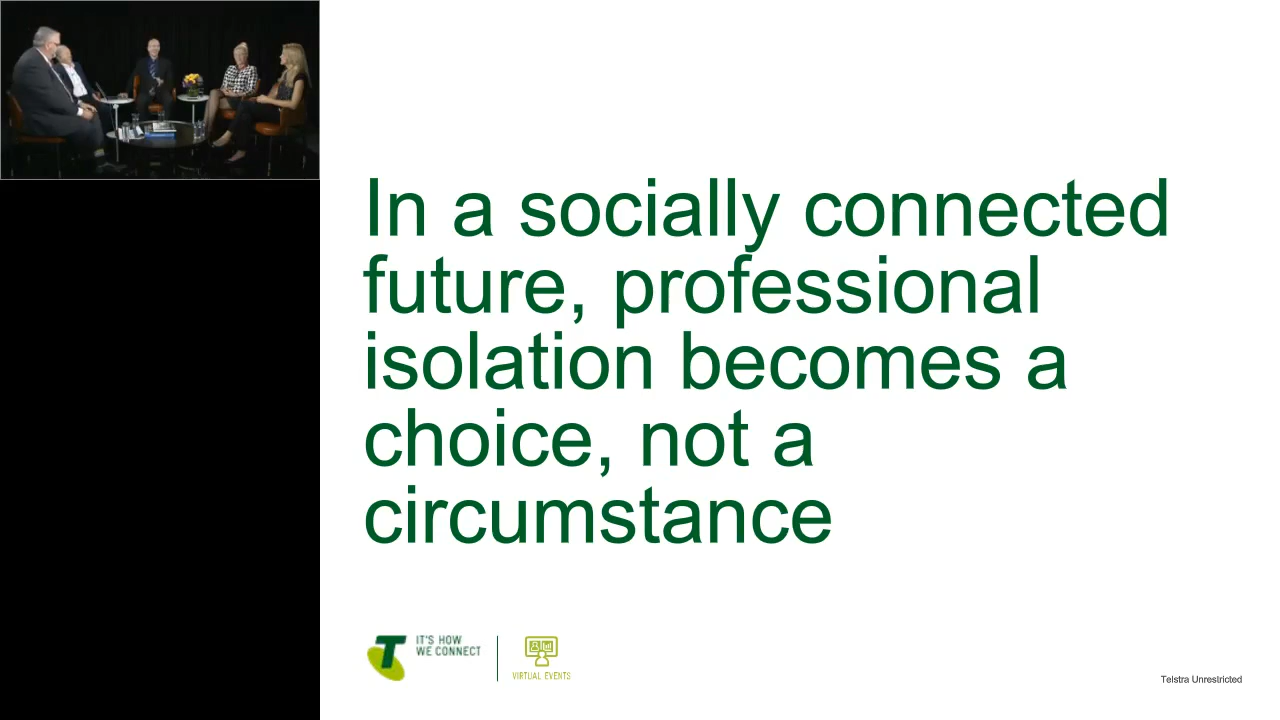 In a socially connected
future, professional
isolation becomes a
choice, not a
circumstance
IT'S HOW
WE CONNECT
VIRTUAL EVENTS
Telstra Unrestricted